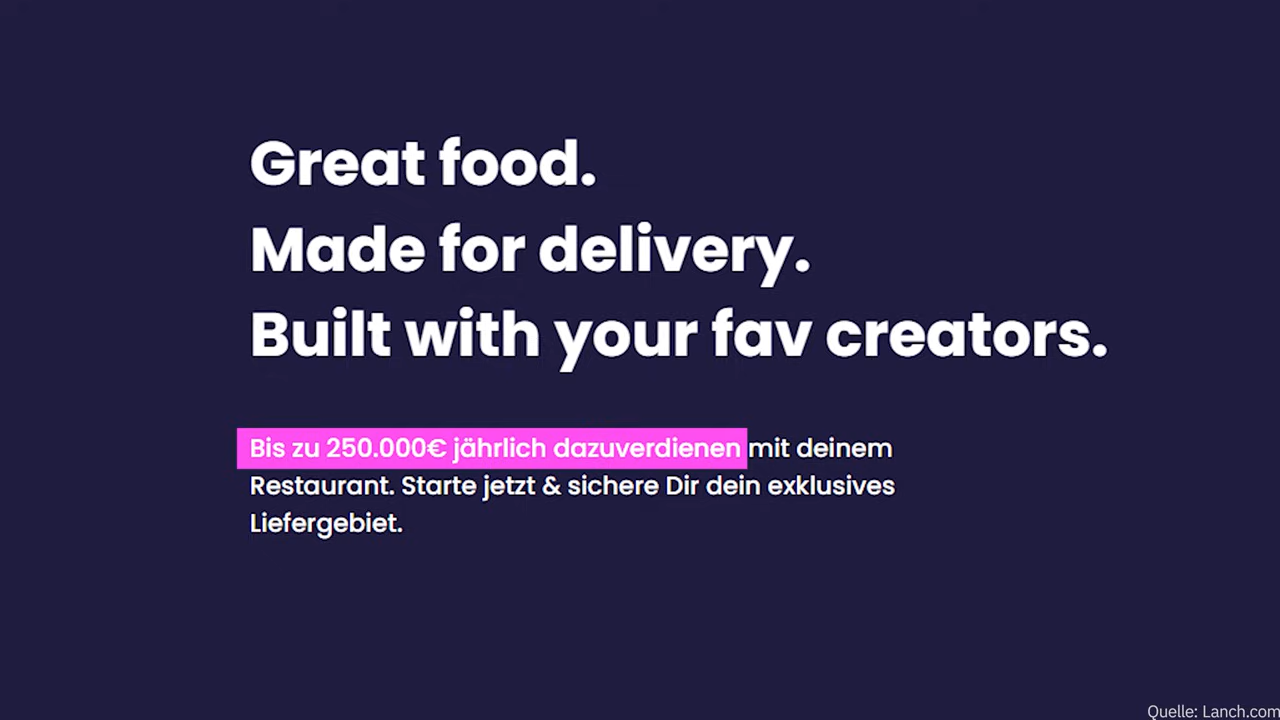 Great food.
Made for delivery.
Built with your fav creators.
Bis zu 250.000€ jährlich dazuverdienen mit deinem
Restaurant. Starte jetzt & sichere Dir dein exklusives
Liefergebiet.
Quelle: Lanch.com